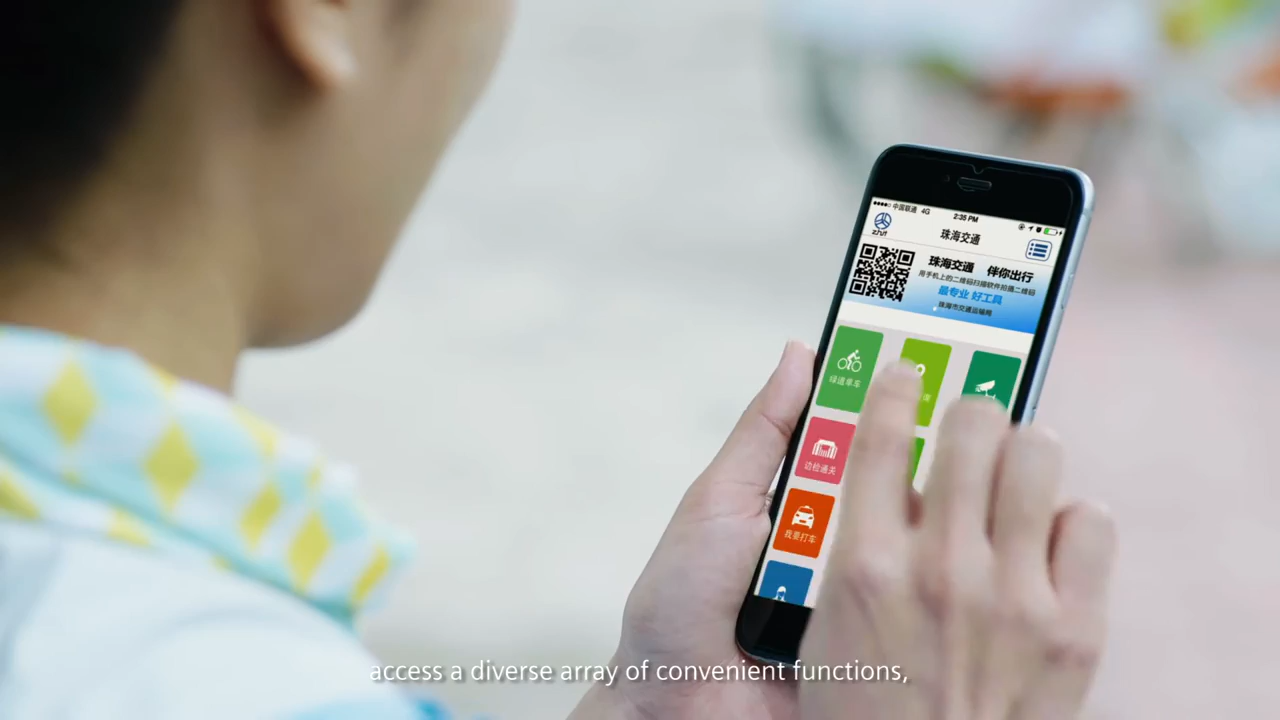 中国联通 4G 2:35 PM
珠海交通
珠海交通 伴你出行
用手机上的二维码扫描软件拍摄二维码
最专业 好工具
珠海市交通运输局
绿道单车
边检通关
我要打车
access a diverse array of convenient functions,